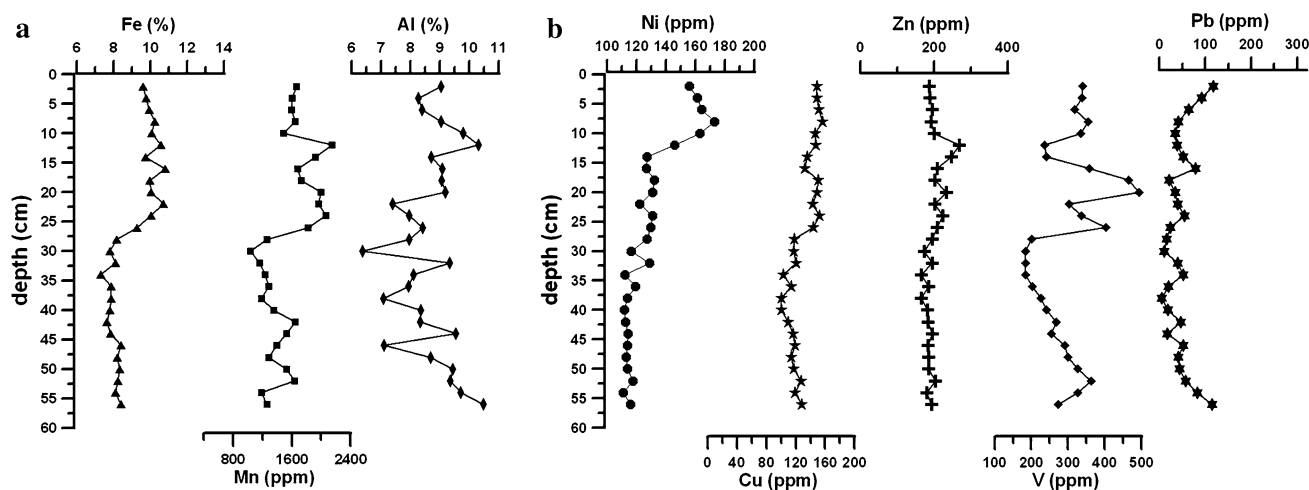 a
Fe (%)
6 8 10 12 14
Al (%)
5 6 7 8 9 10 11
depth (cm)
0
5
10
15
20
25
30
35
40
45
50
55
60
800 1600 2400
Mn (ppm)
b
Ni (ppm)
100 120 140 160 180 200
Zn (ppm)
0 200 400
Pb (ppm)
0 100 200 300
depth (cm)
0
5
10
15
20
25
30
35
40
45
50
55
60
0 40 80 120 160 200
Cu (ppm)
100 200 300 400 500
V (ppm)